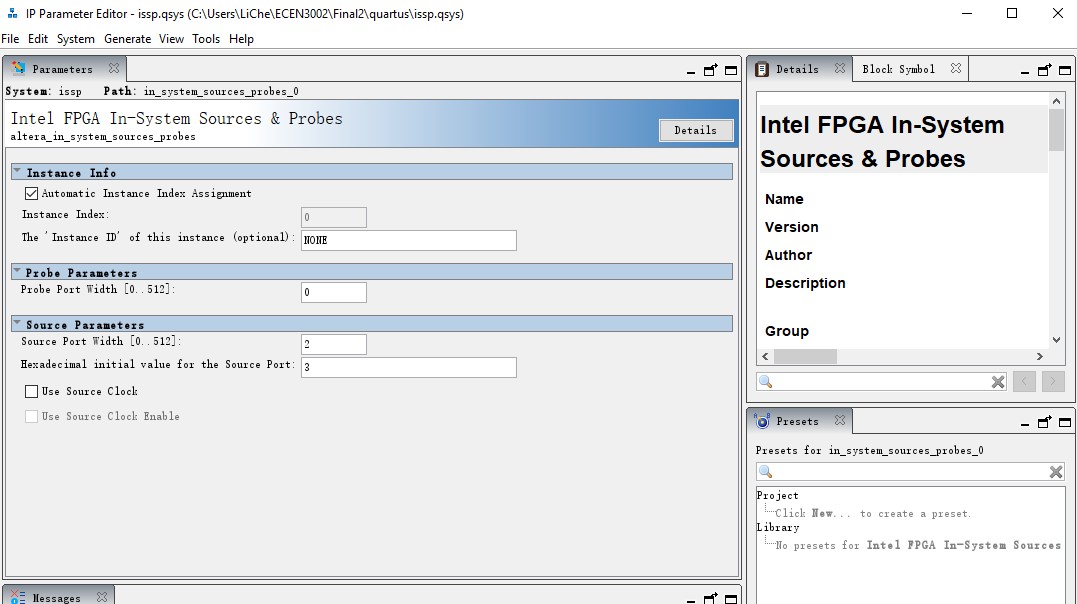 IP Parameter Editor - issp.qsys (C:\Users\LiChe\ECEN3002\Final2\quartus\issp.qsys)
File Edit System Generate View Tools Help
Parameters
System: issp Path: in_system_sources_probes_0
Intel FPGA In-System Sources & Probes
altera_in_system_sources_probes
Details
Instance Info
Automatic Instance Index Assignment
Instance Index: 0
The 'Instance ID' of this instance (optional): NONE
Probe Parameters
Probe Port Width [0..512]: 0
Source Parameters
Source Port Width [0..512]: 2
Hexadecimal initial value for the Source Port: 3
Use Source Clock
Use Source Clock Enable
Messages
Details Block Symbol
Intel FPGA In-System
Sources & Probes
Name
Version
Author
Description
Group
Presets
Presets for in_system_sources_probes_0
Project
Click New... to create a preset.
Library
No presets for Intel FPGA In-System Sources